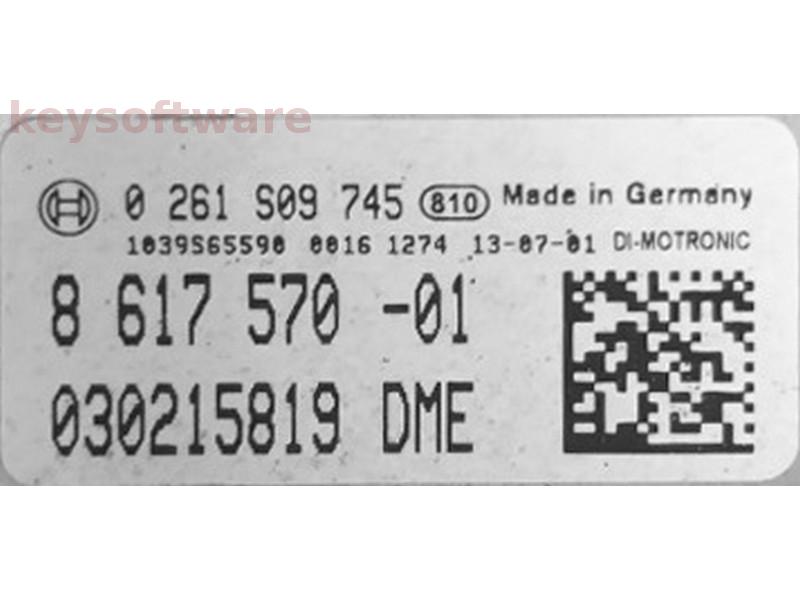 keysoftware
0 261 S09 745 810 Made in Germany
1039S65590 0016 1274 13-07-01 DI-MOTRONIC
8 617 570 -01
030215819 DME